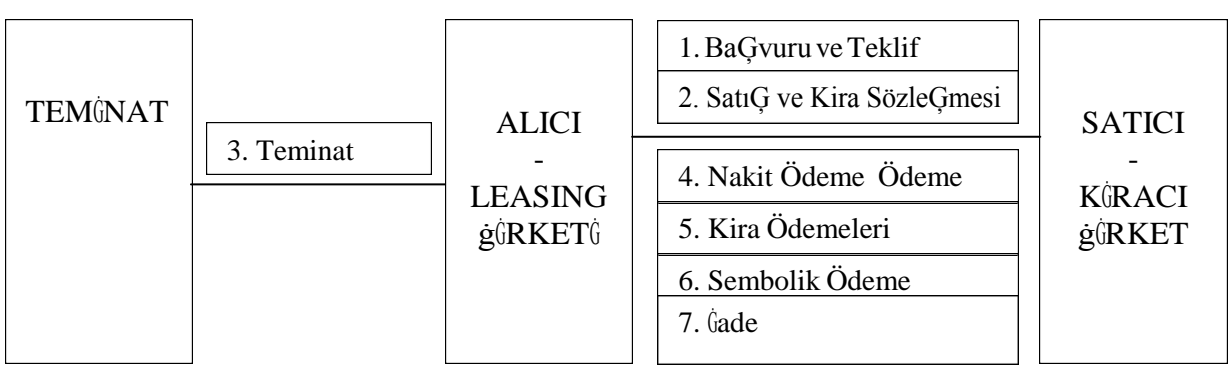 TEMĠNAT
3. Teminat
ALICI
-
LEASING
ġĠRKETĠ
1. BaĢvuru ve Teklif
2. SatıĢ ve Kira SözleĢmesi
4. Nakit Ödeme Ödeme
5. Kira Ödemeleri
6. Sembolik Ödeme
7. Ġade
SATICI
-
KĠRACI
ġĠRKET